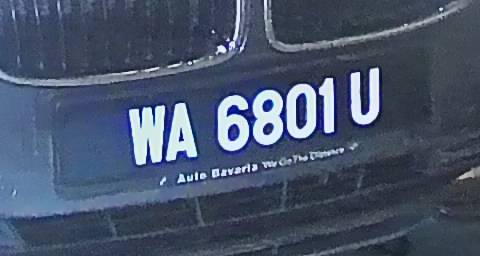 WA 6801 U
Auto Bavaria We Go The Distance